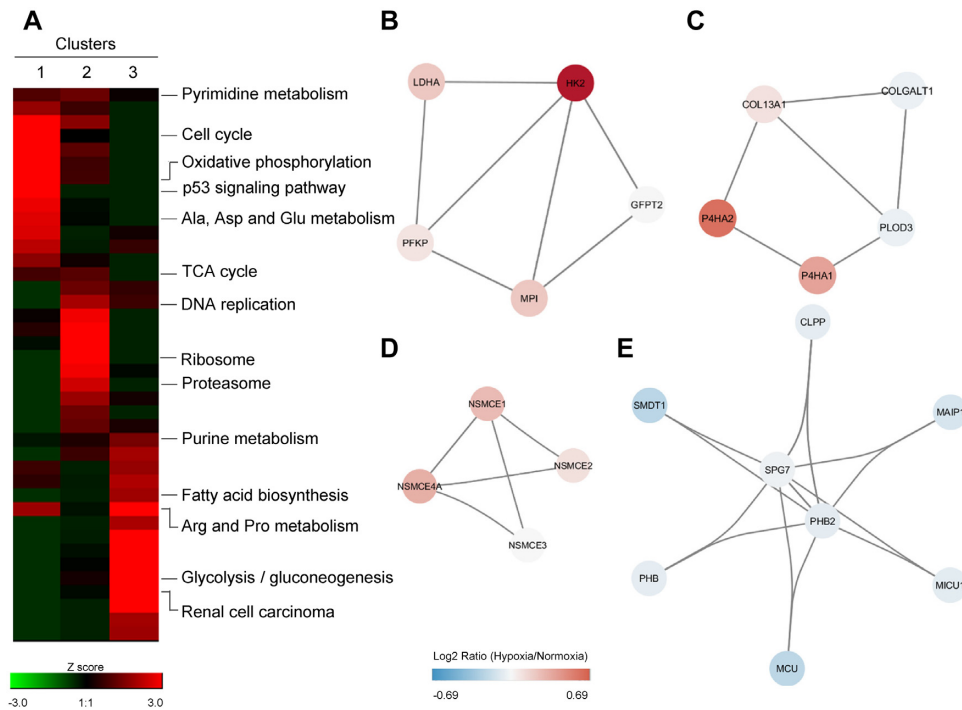 A
Clusters
1 2 3
Pyrimidine metabolism
Cell cycle
Oxidative phosphorylation
p53 signaling pathway
Ala, Asp and Glu metabolism
TCA cycle
DNA replication
Ribosome
Proteasome
Purine metabolism
Fatty acid biosynthesis
Arg and Pro metabolism
Glycolysis / gluconeogenesis
Renal cell carcinoma
Z score
-3.0 1:1 3.0
B
LDHA
HK2
GFPT2
PFKP
MPI
C
COL13A1
COLGALT1
P4HA2
PLOD3
P4HA1
D
NSMCE1
NSMCE2
NSMCE4A
NSMCE3
E
CLPP
SMDT1
MAIP1
SPG7
PHB2
PHB
MICU1
MCU
Log2 Ratio (Hypoxia/Normoxia)
-0.69 0.69